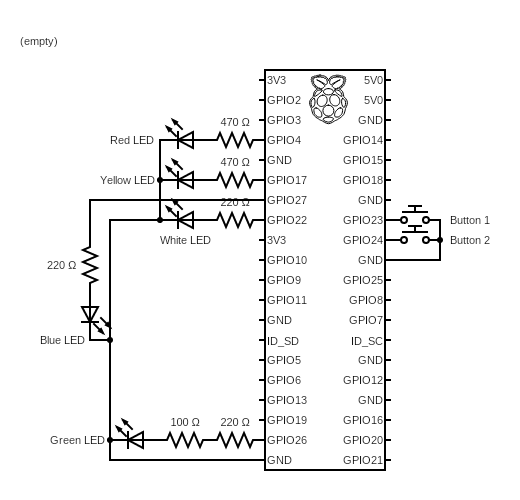 (empty)
3V3 5V0
GPIO2 5V0
GPIO3 GND
470 Ω
Red LED GPIO4 GPIO14
GND GPIO15
470 Ω
Yellow LED GPIO17 GPIO18
GPIO27 GND
220 Ω
GPIO22 GPIO23 Button 1
White LED 3V3 GPIO24 Button 2
220 Ω GPIO10 GND
GPIO9 GPIO25
GPIO11 GPIO8
GND GPIO7
Blue LED ID_SD ID_SC
GPIO5 GND
GPIO6 GPIO12
GPIO13 GND
100 Ω 220 Ω GPIO19 GPIO16
Green LED GPIO26 GPIO20
GND GPIO21